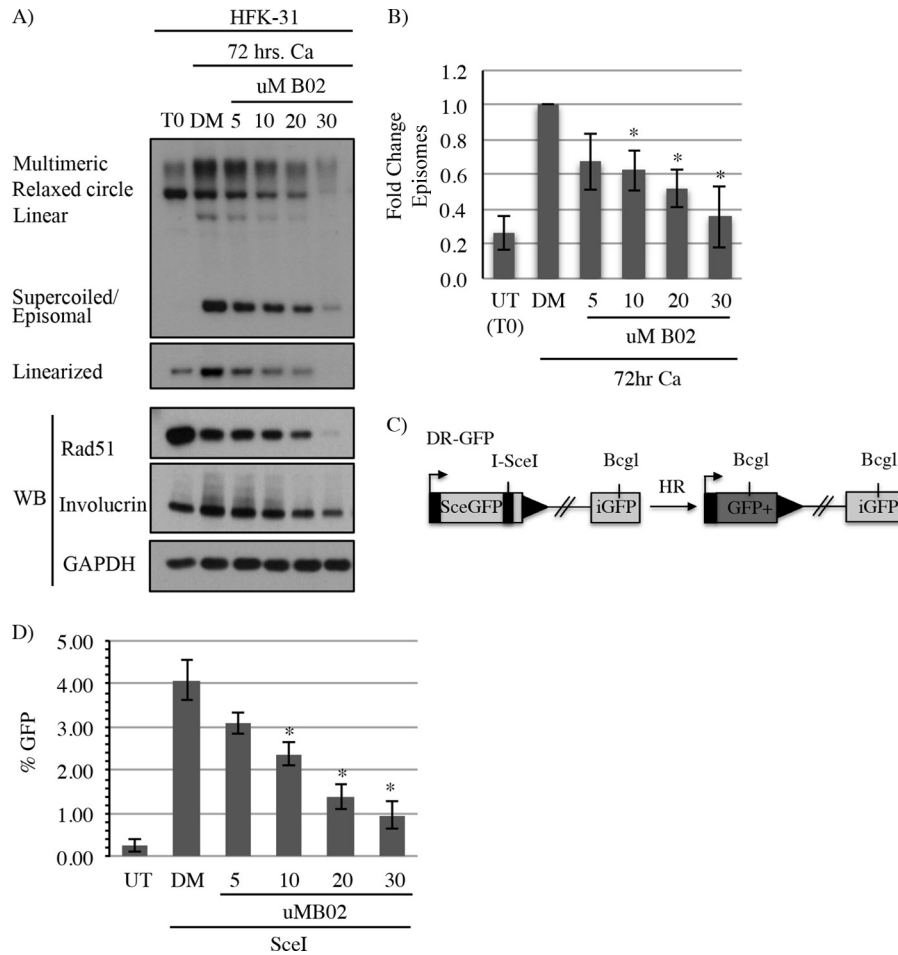 A)
HFK-31
72 hrs. Ca
uM B02
T0 DM 5 10 20 30
Multimeric
Relaxed circle
Linear
Supercoiled/
Episomal
Linearized
WB
Rad51
Involucrin
GAPDH
B)
Fold Change
Episomes
1.2
1.0
0.8
0.6
0.4
0.2
0.0
* * *
UT
(T0)
DM 5 10 20 30
uM B02
72hr Ca
C)
DR-GFP
I-SceI BcgI BcgI BcgI
HR
SceGFP iGFP GFP+ iGFP
D)
% GFP
5.00
4.00
3.00
2.00
1.00
0.00
* * *
UT DM 5 10 20 30
uMB02
SceI